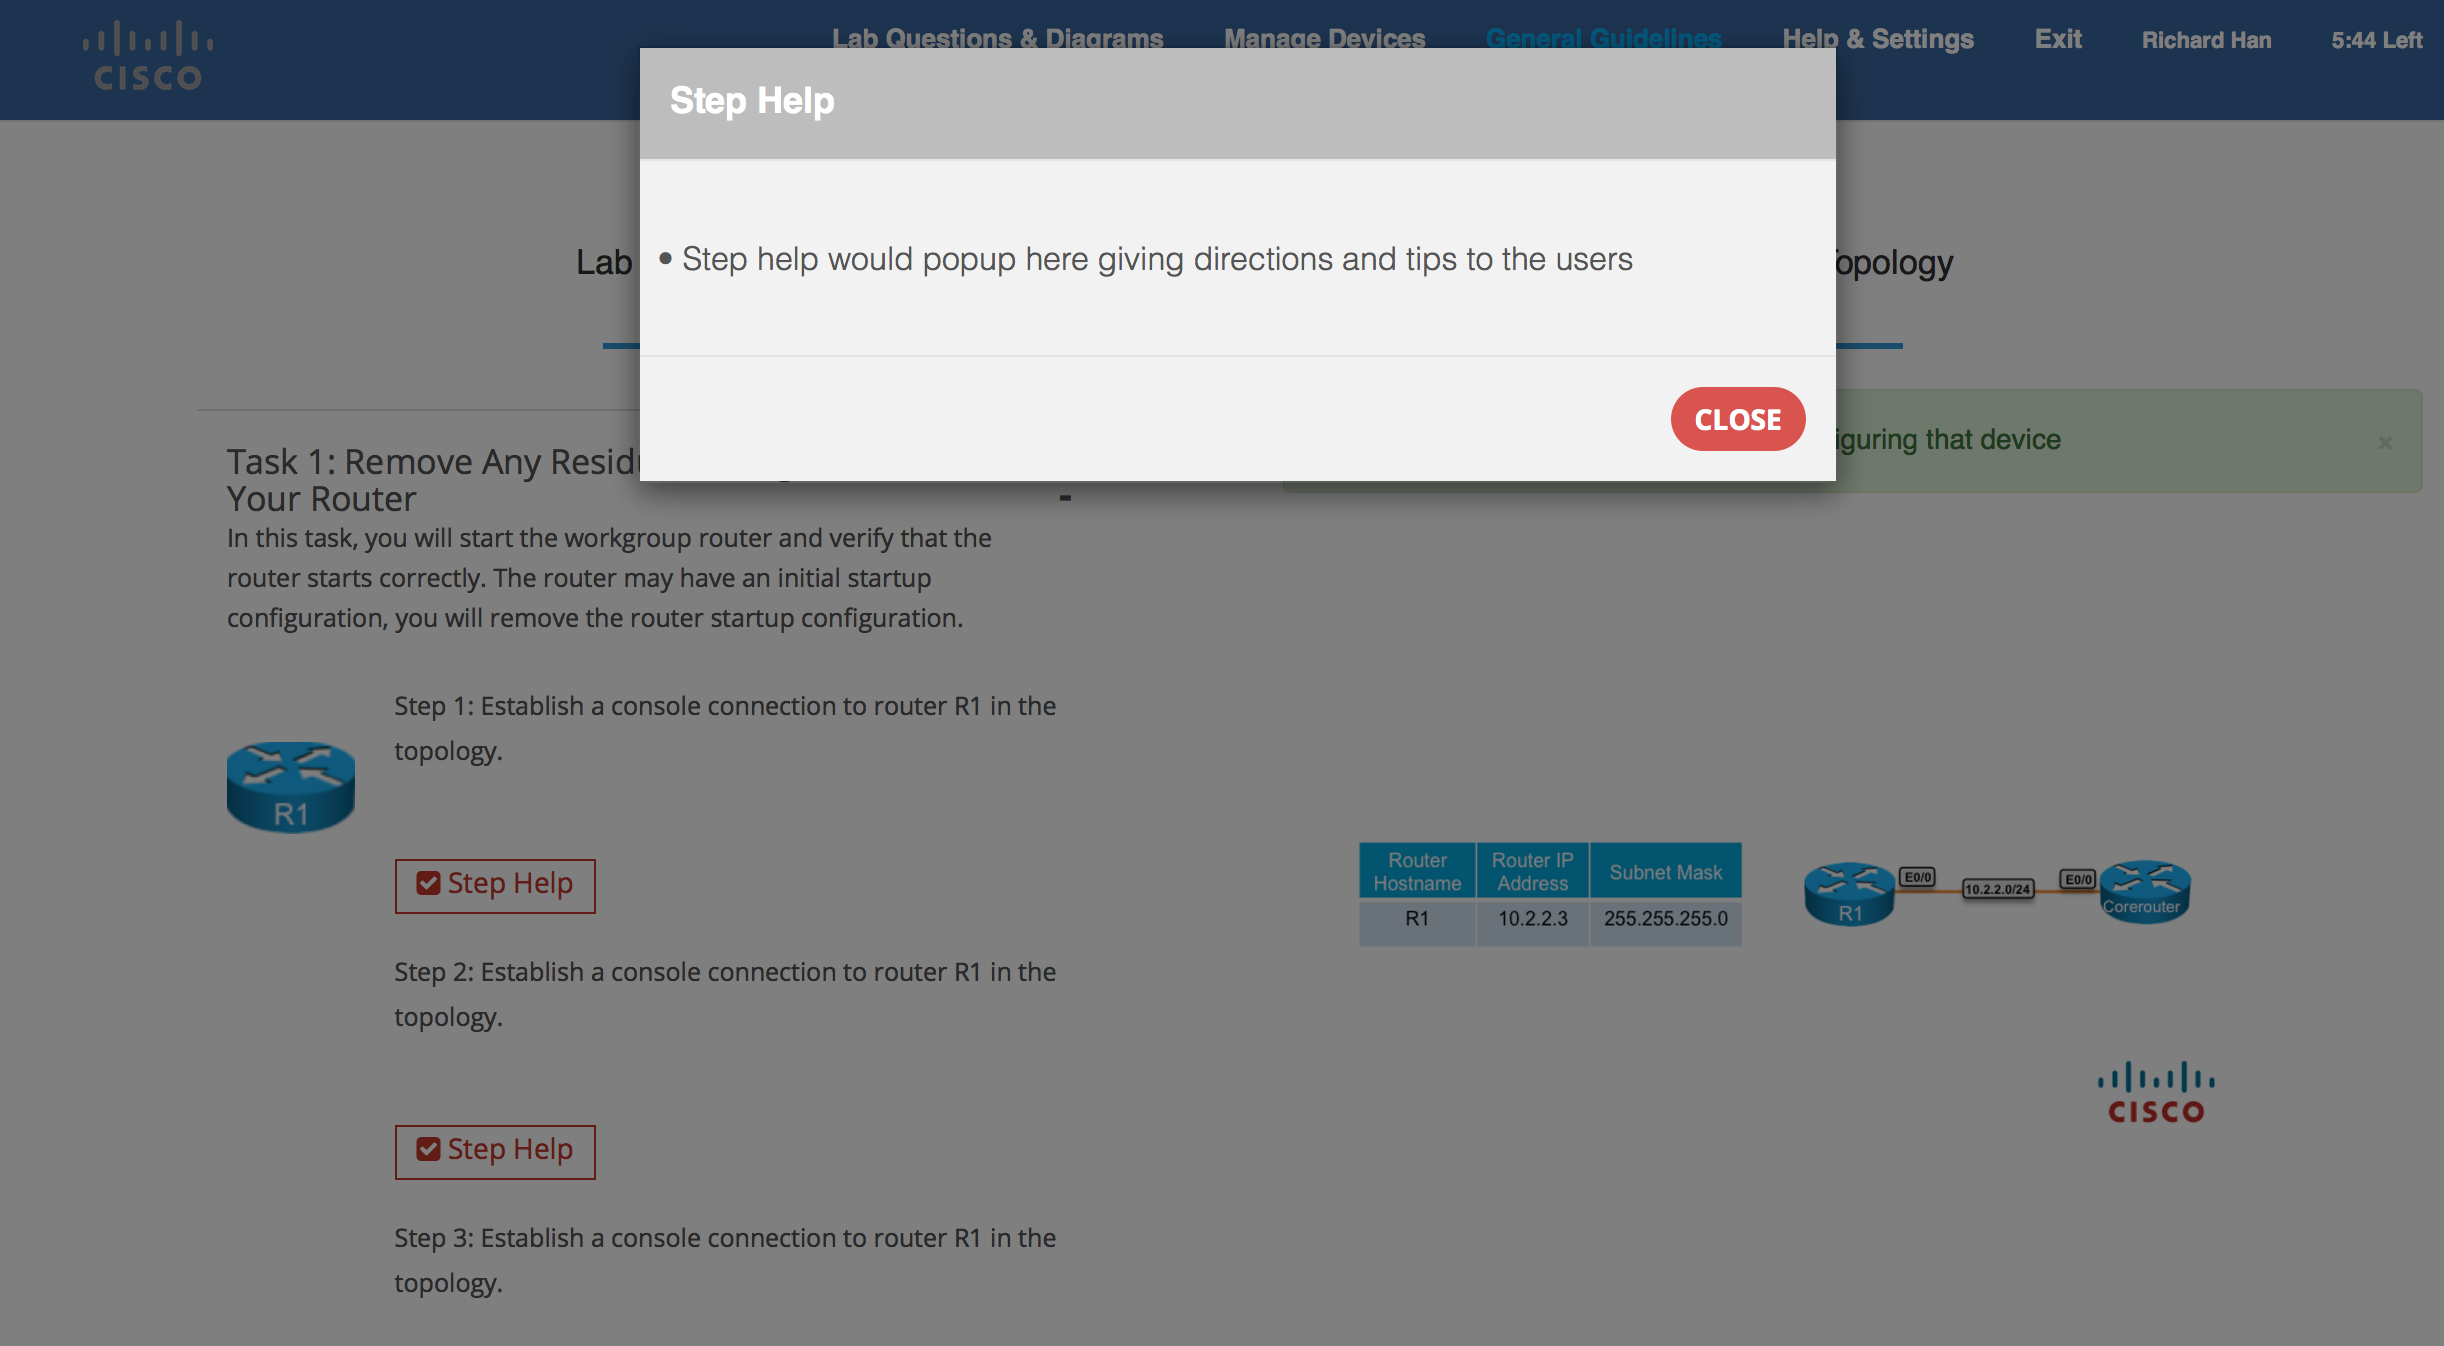 CISCO
Lab Questions & Diagrams
Manage Devices
General Guidelines
Help & Settings
Exit
Richard Han
5:44 Left
Step Help
• Step help would popup here giving directions and tips to the users
CLOSE
Lab
opology
iguring that device
×
Task 1: Remove Any Resid
Your Router
-
In this task, you will start the workgroup router and verify that the
router starts correctly. The router may have an initial startup
configuration, you will remove the router startup configuration.
R1
Step 1: Establish a console connection to router R1 in the
topology.
Step Help
Step 2: Establish a console connection to router R1 in the
topology.
Step Help
Step 3: Establish a console connection to router R1 in the
topology.
Router Hostname
Router IP Address
Subnet Mask
R1
10.2.2.3
255.255.255.0
R1
E0/0
10.2.2.0/24
E0/0
Corerouter
CISCO